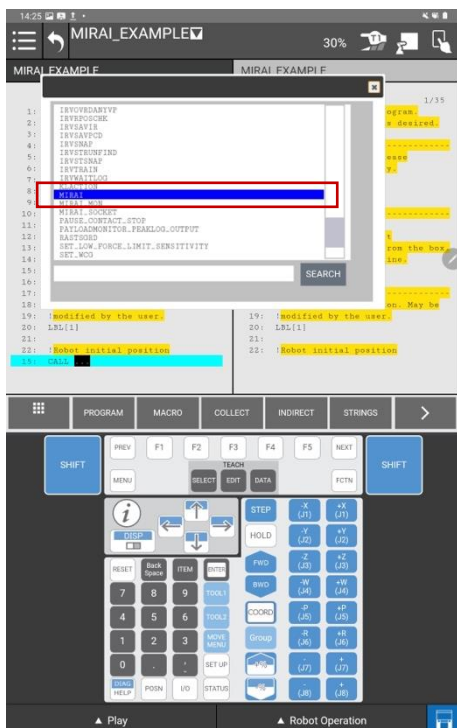 14:25
MIRAI_EXAMPLE
30%
T1
MIRAI_EXAMPLE
MIRAI_EXAMPLE
1/35
IRVOVRDANYVP
IRVRPOSCHK
IRVSAVIR
IRVSAVPCD
IRVSNAP
IRVSTRUNFIND
IRVSTSNAP
IRVTRAIN
IRVWAITLOG
KLACTION
MIRAI
MIRAI_MON
MIRAI_SOCKET
PAUSE_CONTACT_STOP
PAYLOADMONITOR_PEAKLOG_OUTPUT
RASTSGRD
SET_LOW_FORCE_LIMIT_SENSITIVITY
SET_WCG
SEARCH
1:
2:
3:
4:
5:
6:
7:
8:
9:
10:
11:
12:
13:
14:
15:
16:
17:
18:
19: !modified by the user.
20: LBL[1]
21:
22: !Robot initial position
CALL ...
ogram.
s desired.
y.
t
rom the box,
ine.
on. May be
19: !modified by the user.
20: LBL[1]
21:
22: !Robot initial position
PROGRAM MACRO COLLECT INDIRECT STRINGS >
SHIFT PREV F1 F2 F3 F4 F5 NEXT SHIFT
TEACH
MENU SELECT EDIT DATA FCTN
i
DISP
STEP -X (J1) +X (J1)
HOLD -Y (J2) +Y (J2)
RESET Back Space ITEM ENTER FWD -Z (J3) +Z (J3)
7 8 9 TOOL1 BWD -W (J4) +W (J4)
4 5 6 TOOL2 COORD -P (J5) +P (J5)
1 2 3 MOVE MENU Group -R (J6) +R (J6)
0 . , SET UP +% - (J7) + (J7)
DIAG HELP POSN I/O STATUS -% - (J8) + (J8)
▲ Play
▲ Robot Operation